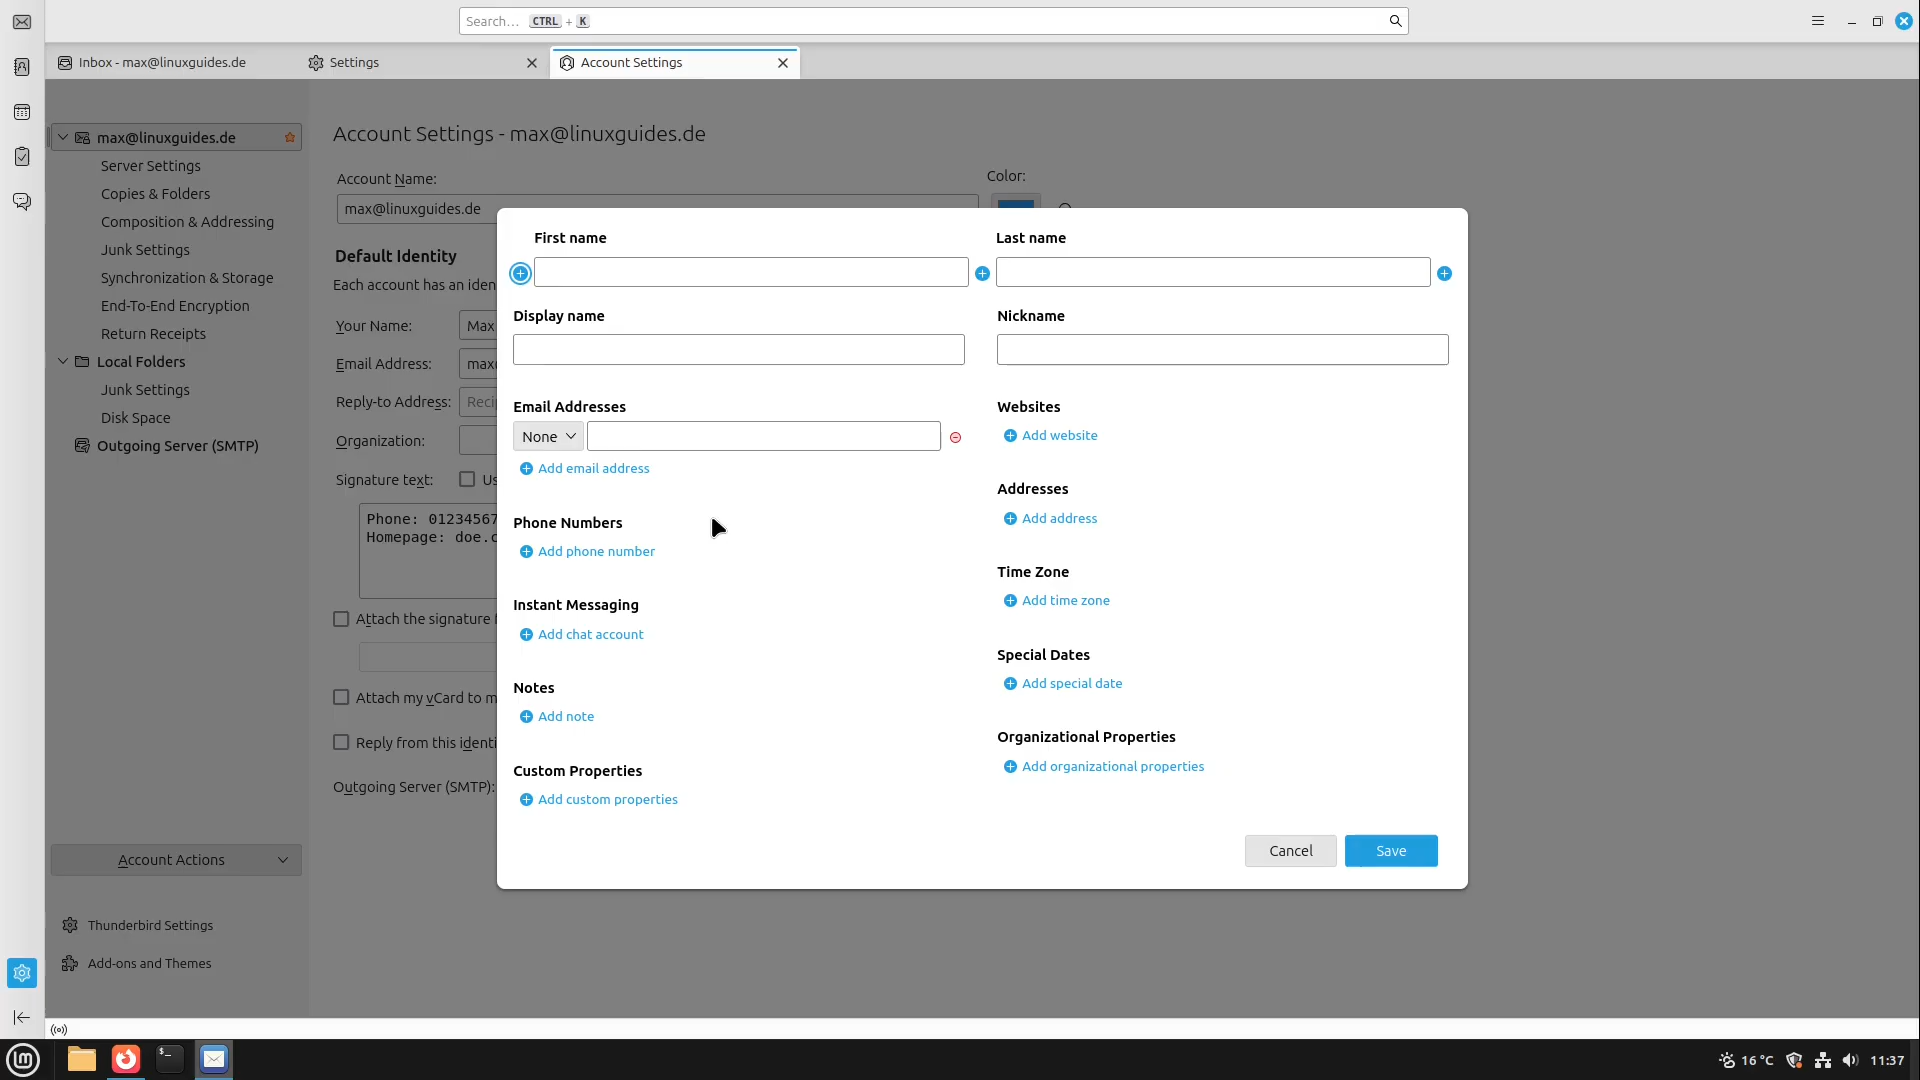 Search... CTRL + K
Inbox - max@linuxguides.de
Settings
Account Settings
max@linuxguides.de
Server Settings
Copies & Folders
Composition & Addressing
Junk Settings
Synchronization & Storage
End-To-End Encryption
Return Receipts
Local Folders
Junk Settings
Disk Space
Outgoing Server (SMTP)
Account Actions
Thunderbird Settings
Add-ons and Themes
Account Settings - max@linuxguides.de
Account Name:
Color:
max@linuxguides.de
Default Identity
Each account has an iden
Your Name: Max
Email Address: max
Reply-to Address: Reci
Organization:
Signature text: Us
Phone: 01234567
Homepage: doe.c
Attach the signature f
Attach my vCard to m
Reply from this identi
Outgoing Server (SMTP):
First name
Last name
Display name
Nickname
Email Addresses
None
Add email address
Phone Numbers
Add phone number
Instant Messaging
Add chat account
Notes
Add note
Custom Properties
Add custom properties
Websites
Add website
Addresses
Add address
Time Zone
Add time zone
Special Dates
Add special date
Organizational Properties
Add organizational properties
Cancel
Save
16 °C
11:37